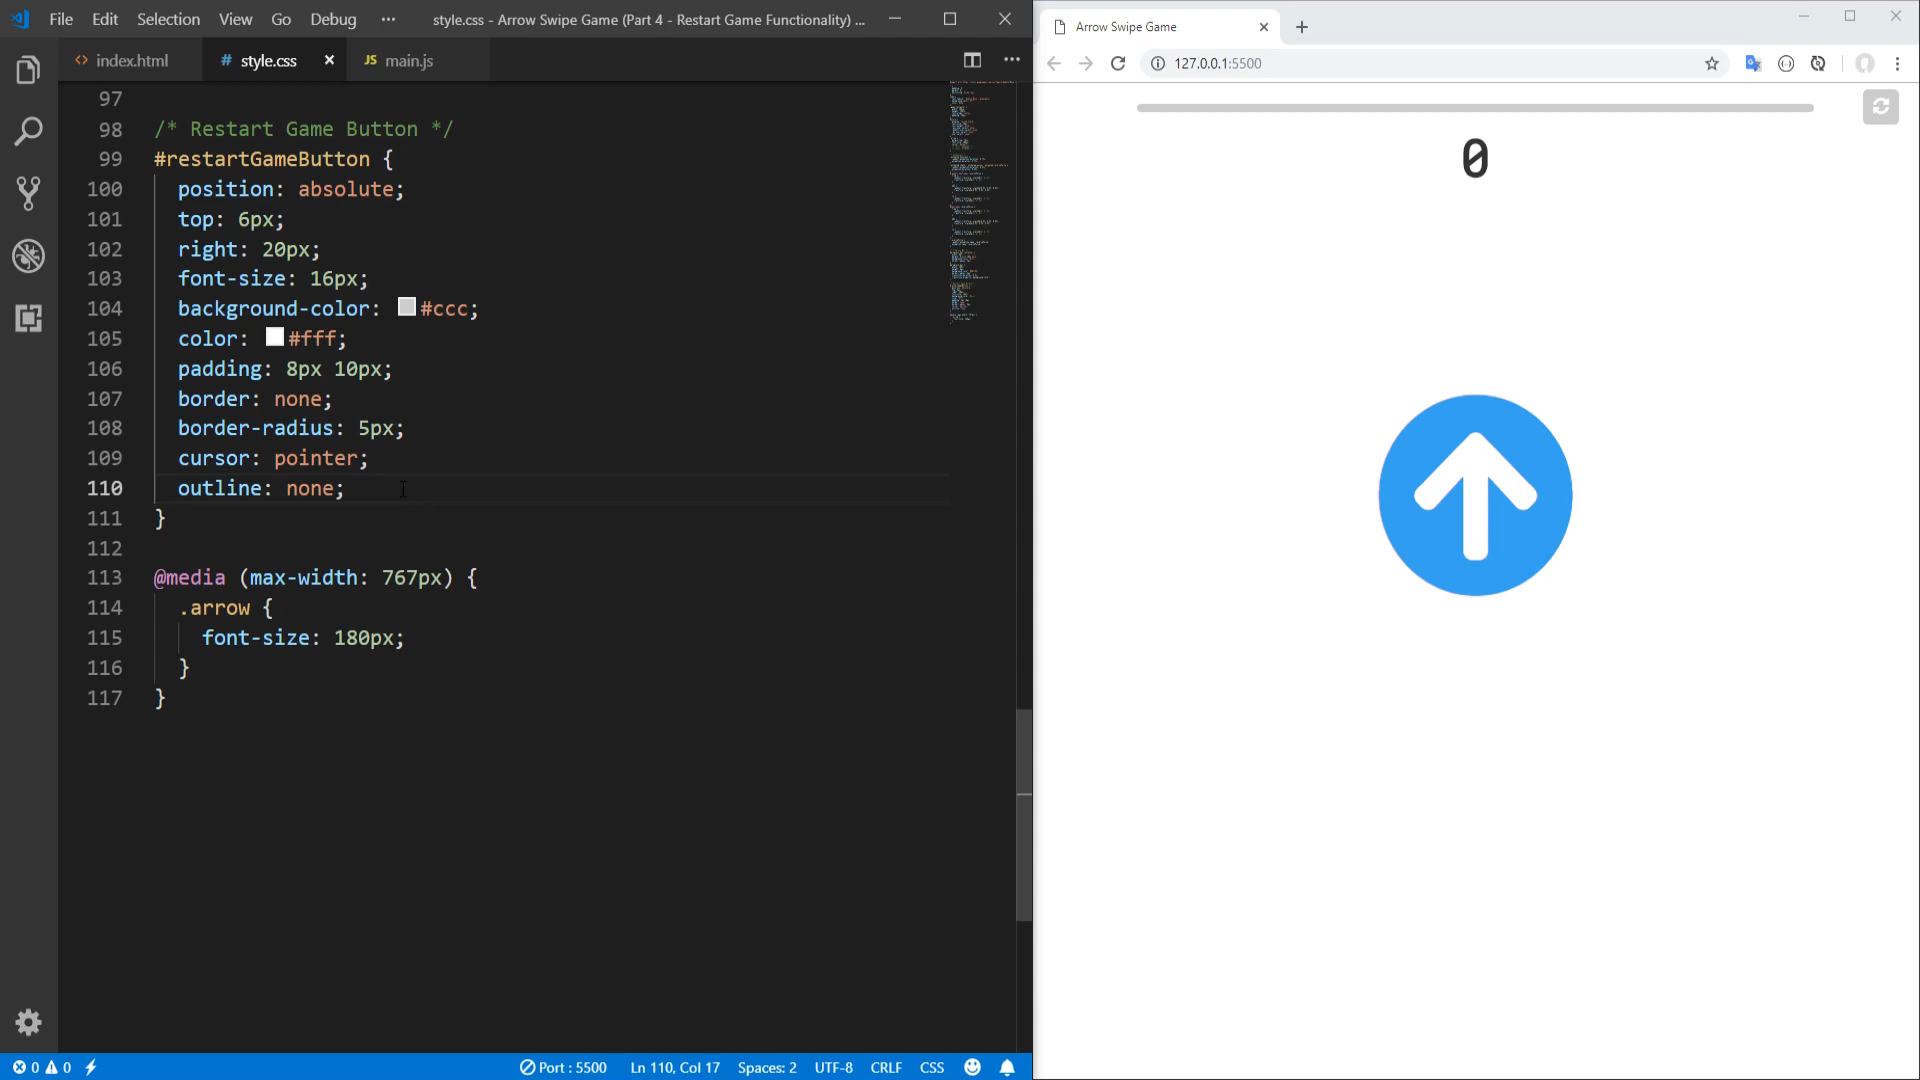 File Edit Selection View Go Debug ··· style.css - Arrow Swipe Game (Part 4 - Restart Game Functionality) ...
index.html # style.css JS main.js
97
98 /* Restart Game Button */
99 #restartGameButton {
100 position: absolute;
101 top: 6px;
102 right: 20px;
103 font-size: 16px;
104 background-color: #ccc;
105 color: #fff;
106 padding: 8px 10px;
107 border: none;
108 border-radius: 5px;
109 cursor: pointer;
110 outline: none;
111 }
112
113 @media (max-width: 767px) {
114 .arrow {
115 font-size: 180px;
116 }
117 }
0 0 Port : 5500 Ln 110, Col 17 Spaces: 2 UTF-8 CRLF CSS
Arrow Swipe Game
127.0.0.1:5500
0